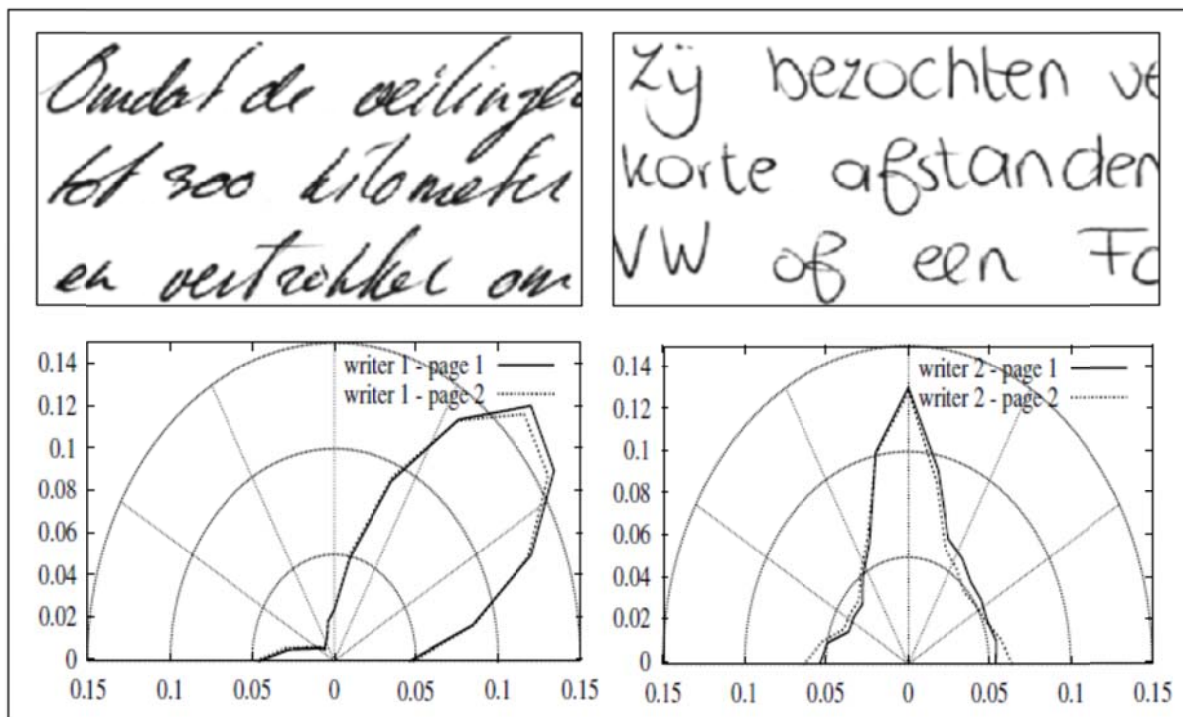 Omdat de veilingen
tot 300 kilometer
en vertrokken om
Zij bezochten ve
korte afstanden
VW of een Fo
0.14
0.12
0.1
0.08
0.06
0.04
0.02
0
0.15 0.1 0.05 0 0.05 0.1 0.15
writer 1 - page 1
writer 1 - page 2
0.14
0.12
0.1
0.08
0.06
0.04
0.02
0
0.15 0.1 0.05 0 0.05 0.1 0.15
writer 2 - page 1
writer 2 - page 2